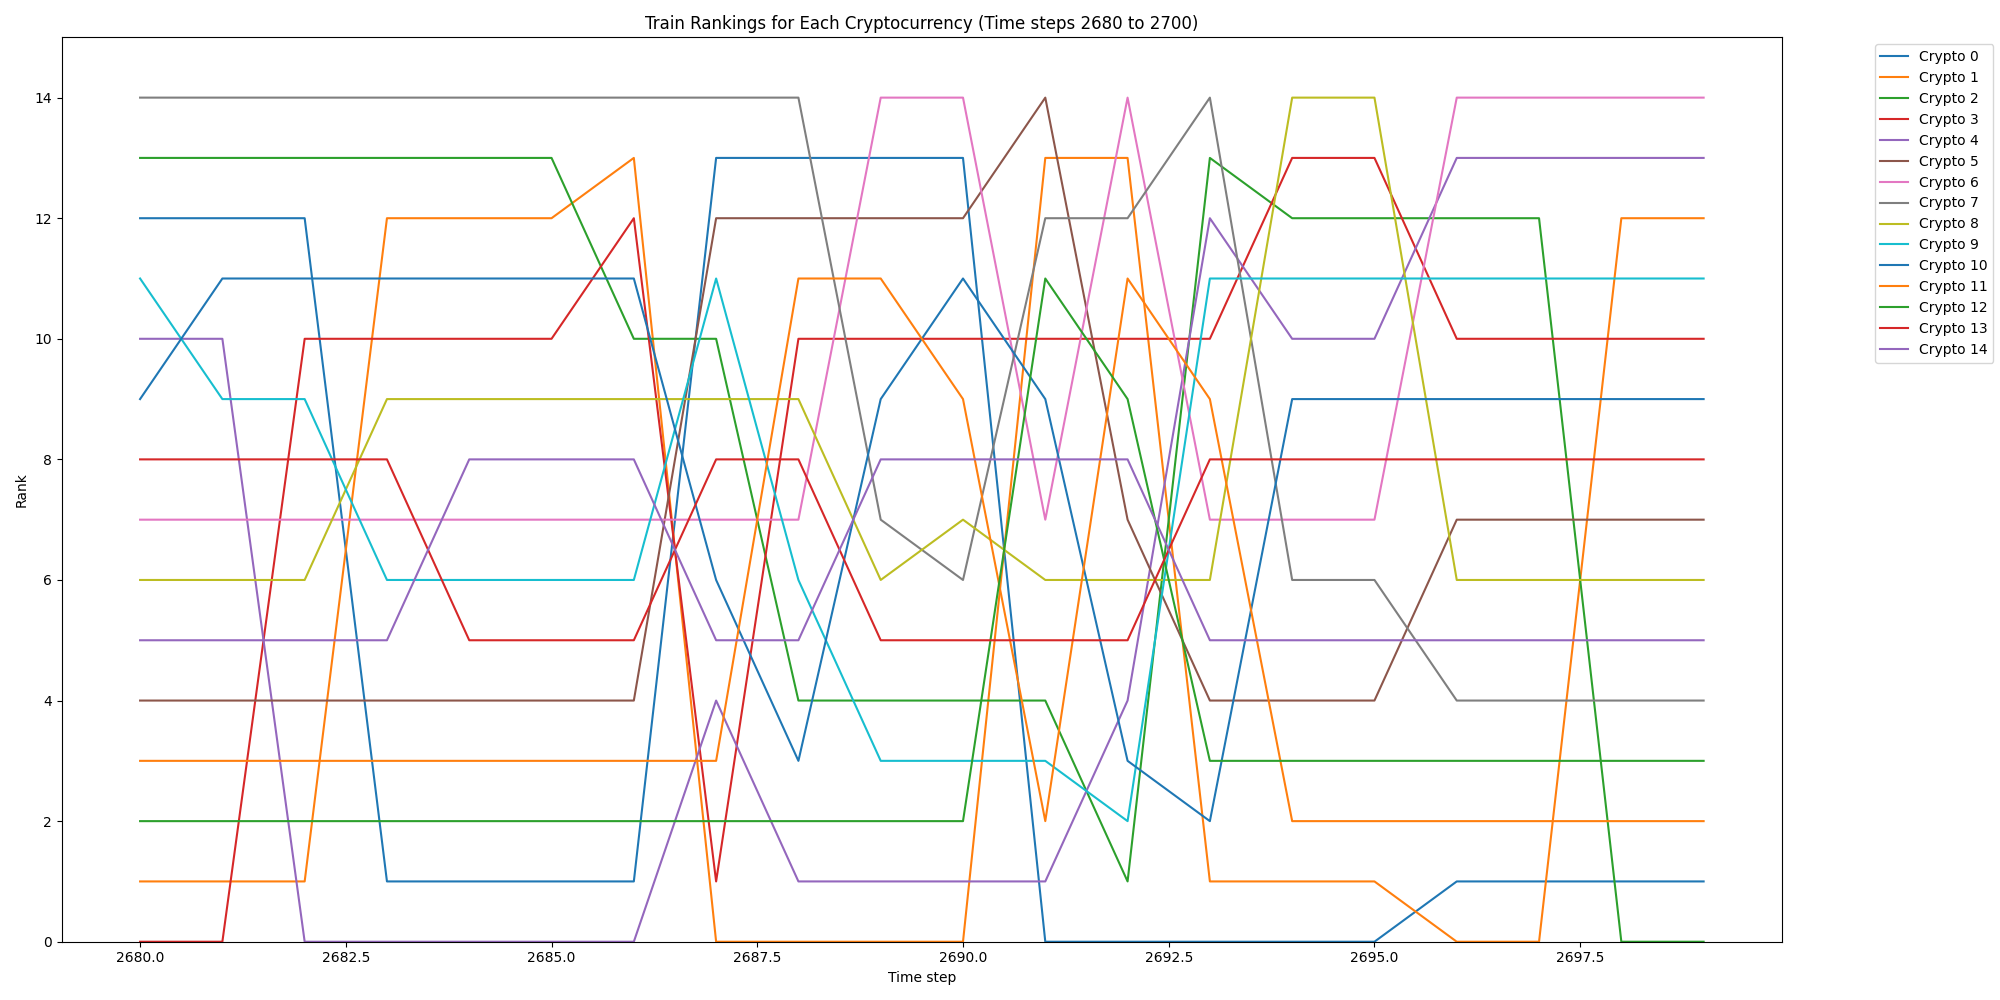 Train Rankings for Each Cryptocurrency (Time steps 2680 to 2700)
Rank
14
12
10
8
6
4
2
0
2680.0 2682.5 2685.0 2687.5 2690.0 2692.5 2695.0 2697.5
Time step
Crypto 0
Crypto 1
Crypto 2
Crypto 3
Crypto 4
Crypto 5
Crypto 6
Crypto 7
Crypto 8
Crypto 9
Crypto 10
Crypto 11
Crypto 12
Crypto 13
Crypto 14